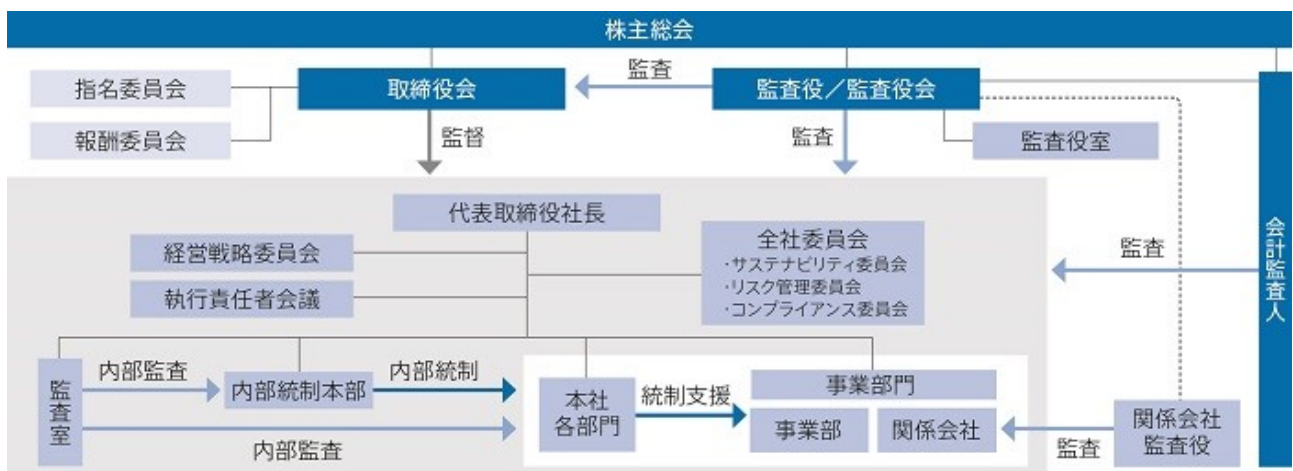 株主総会
指名委員会
報酬委員会
取締役会
監査
監査役／監査役会
監督
監査
監査役室
会計監査人
代表取締役社長
経営戦略委員会
執行責任者会議
全社委員会
・サステナビリティ委員会
・リスク管理委員会
・コンプライアンス委員会
監査
監査室
内部監査
内部統制本部
内部統制
内部監査
本社
各部門
統制支援
事業部門
事業部
関係会社
監査
関係会社
監査役